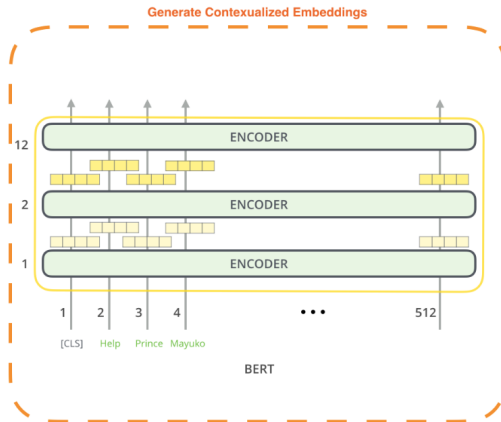 Generate Contexualized Embeddings
12 ENCODER
2 ENCODER
1 ENCODER
1 2 3 4 ••• 512
[CLS] Help Prince Mayuko
BERT